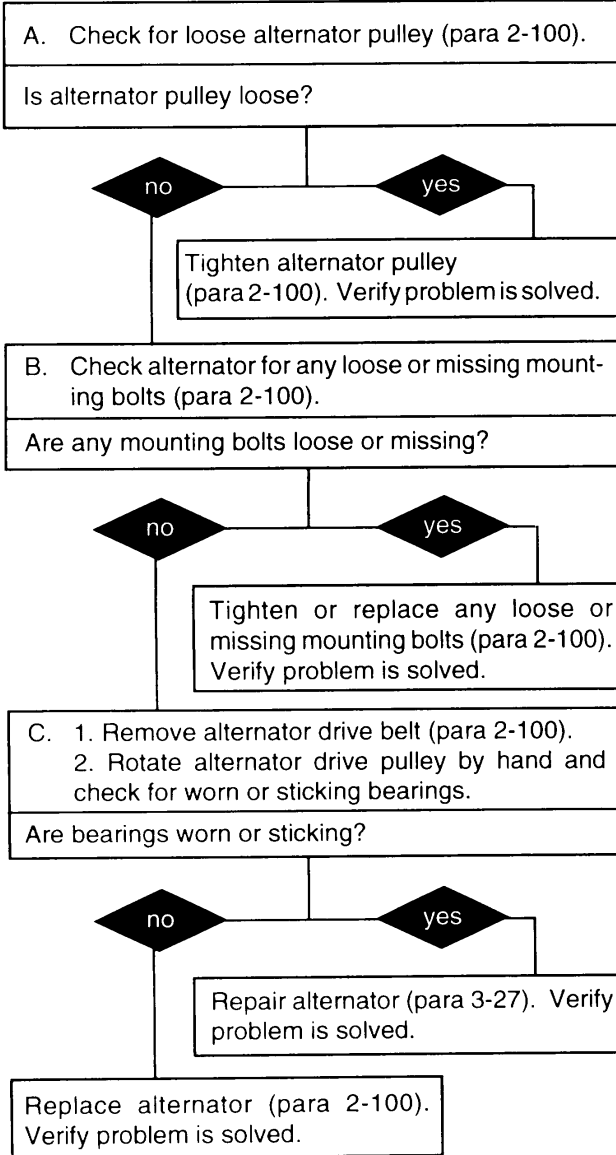 A. Check for loose alternator pulley (para 2-100).
Is alternator pulley loose?
no
yes
Tighten alternator pulley
(para 2-100). Verify problem is solved.
B. Check alternator for any loose or missing mount-
ing bolts (para 2-100).
Are any mounting bolts loose or missing?
no
yes
Tighten or replace any loose or
missing mounting bolts (para 2-100).
Verify problem is solved.
C. 1. Remove alternator drive belt (para 2-100).
2. Rotate alternator drive pulley by hand and
check for worn or sticking bearings.
Are bearings worn or sticking?
no
yes
Repair alternator (para 3-27). Verify
problem is solved.
Replace alternator (para 2-100).
Verify problem is solved.